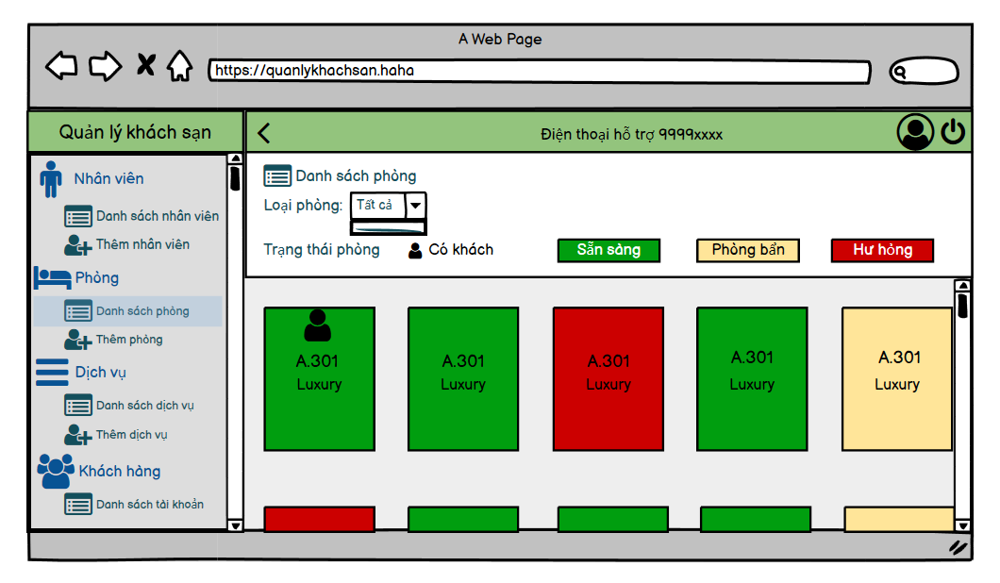 A Web Page
https://quanlykhachsan.haha
Quản lý khách sạn
Điện thoại hỗ trợ 9999xxxx
Nhân viên
Danh sách nhân viên
Thêm nhân viên
Phòng
Danh sách phòng
Thêm phòng
Dịch vụ
Danh sách dịch vụ
Thêm dịch vụ
Khách hàng
Danh sách tài khoản
Danh sách phòng
Loại phòng: Tất cả
Trạng thái phòng Có khách Sẵn sàng Phòng bẩn Hư hỏng
A.301 A.301 A.301 A.301 A.301
Luxury Luxury Luxury Luxury Luxury